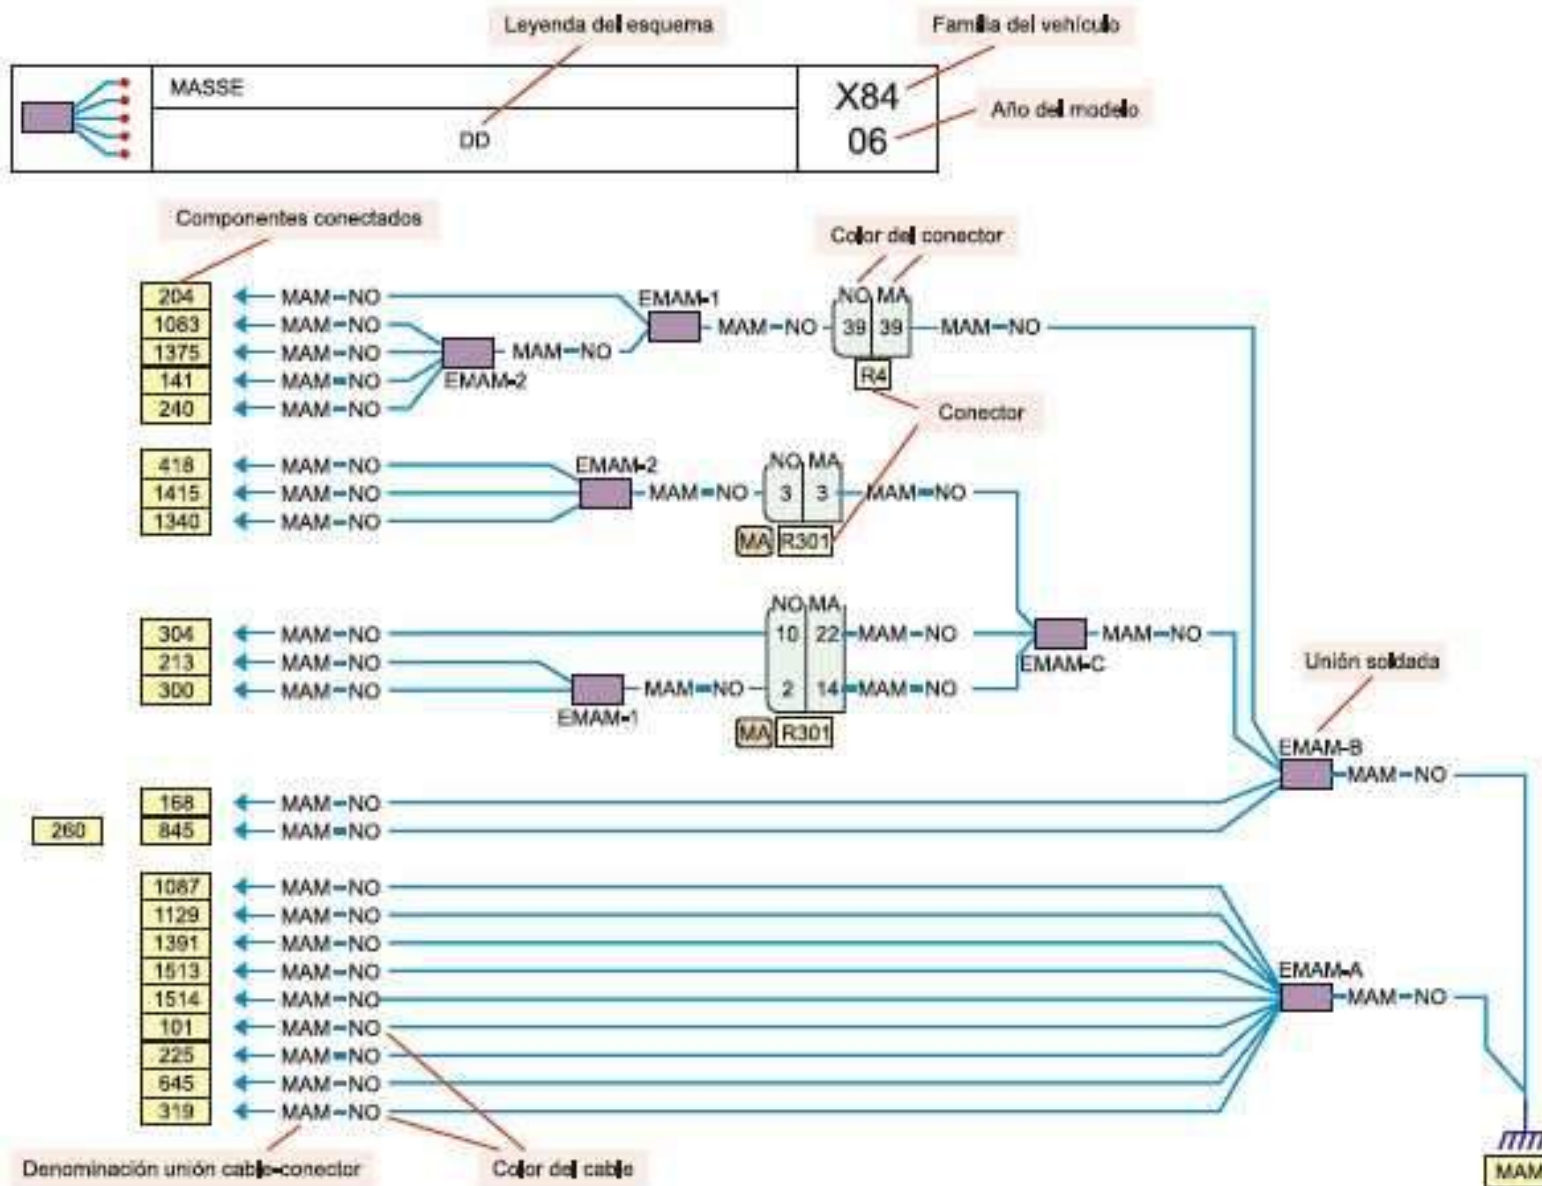 Leyenda del esquema
Familia del vehículo
MASSE
X84
Año del modelo
DD
06
Componentes conectados
Color del conector
204 MAM-NO EMAM-1 NO MA
1083 MAM-NO MAM-NO 39 39 MAM-NO
1375 MAM-NO MAM-NO
141 MAM-NO EMAM-2 R4
240 MAM-NO Conector
418 MAM-NO EMAM-2 NO MA
1415 MAM-NO MAM-NO 3 3 MAM-NO
1340 MAM-NO MA R301
NO MA
304 MAM-NO 10 22 MAM-NO MAM-NO
213 MAM-NO EMAM-C Unión soldada
300 MAM-NO MAM-NO 2 14 MAM-NO
EMAM-1
MA R301
EMAM-B
MAM-NO
168 MAM-NO
260 845 MAM-NO
1087 MAM-NO
1129 MAM-NO
1391 MAM-NO
1513 MAM-NO EMAM-A
1514 MAM-NO MAM-NO
101 MAM-NO
225 MAM-NO
645 MAM-NO
319 MAM-NO
Denominación unión cable-conector
Color del cable
MAM